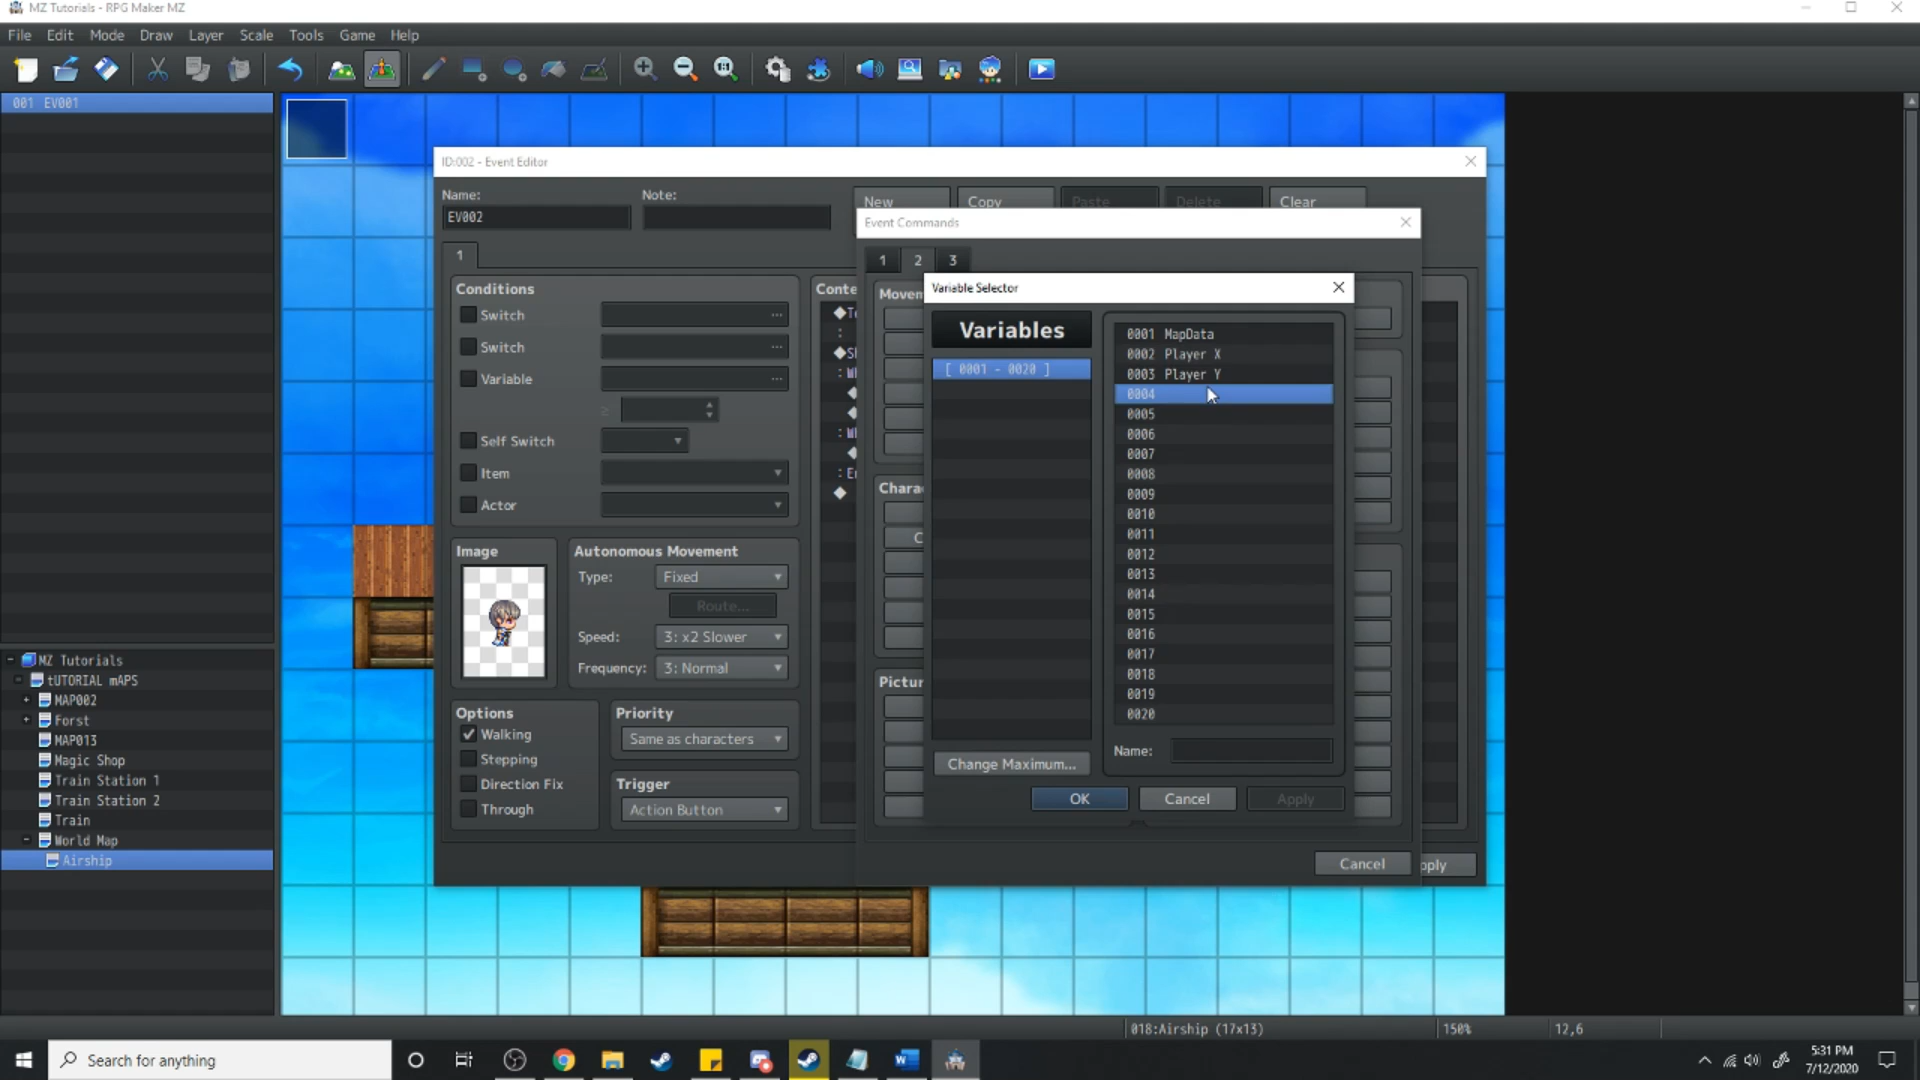 MZ Tutorials - RPG Maker MZ
File Edit Mode Draw Layer Scale Tools Game Help
001 EV001
ID:002 - Event Editor
Name: Note:
EV002
New Copy Paste Delete Clear
Event Commands
1
1 2 3
Variable Selector
Conditions
Switch
Switch
Variable
≥
Self Switch
Item
Actor
Variables
[ 0001 - 0020 ]
0001 MapData
0002 Player X
0003 Player Y
0004
0005
0006
0007
0008
0009
0010
0011
0012
0013
0014
0015
0016
0017
0018
0019
0020
Name:
Change Maximum...
OK Cancel Apply
Image
Autonomous Movement
Type: Fixed
Route...
Speed: 3: x2 Slower
Frequency: 3: Normal
Options
Walking
Stepping
Direction Fix
Through
Priority
Same as characters
Trigger
Action Button
Cancel
MZ Tutorials
tUTORIAL mAPS
MAP002
Forst
MAP013
Magic Shop
Train Station 1
Train Station 2
Train
World Map
Airship
018:Airship (17x13) 150% 12,6
Search for anything
5:31 PM
7/12/2020